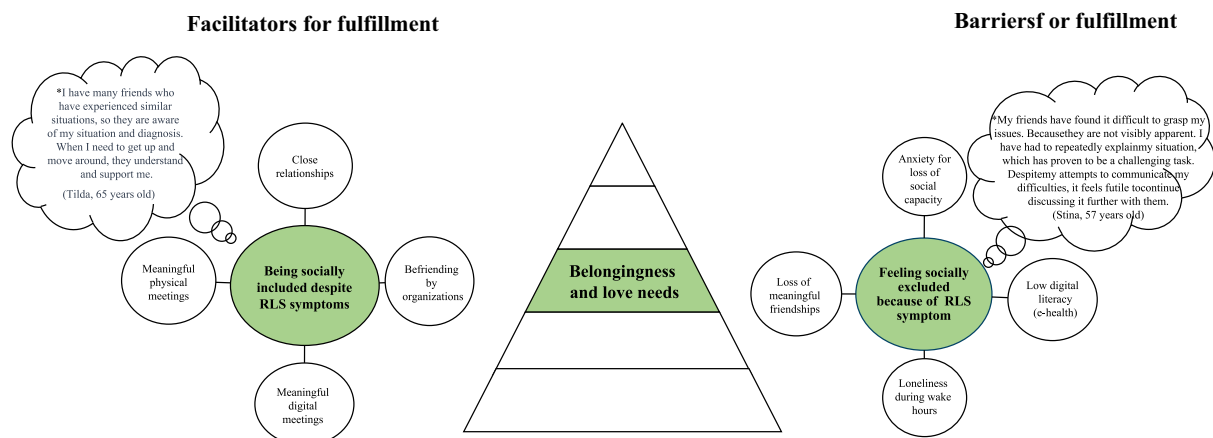 Facilitators for fulfillment
*I have many friends who
have experienced similar
situations, so they are aware
of my situation and diagnosis.
When I need to get up and
move around, they understand
and support me.
(Tilda, 65 years old)
Close
relationships
Meaningful
physical
meetings
Being socially
included despite
RLS symptoms
Befriending
by
organizations
Meaningful
digital
meetings
Belongingness
and love needs
Barriersf or fulfillment
*My friends have found it difficult to grasp my
issues. Becausethey are not visibly apparent. I
have had to repeatedly explainmy situation,
which has proven to be a challenging task.
Despitemy attempts to communicate my
difficulties, it feels futile tocontinue
discussing it further with them.
(Stina, 57 years old)
Anxiety for
loss of
social
capacity
Loss of
meaningful
friendships
Feeling socially
excluded
because of RLS
symptom
Low digital
literacy
(e-health)
Loneliness
during wake
hours